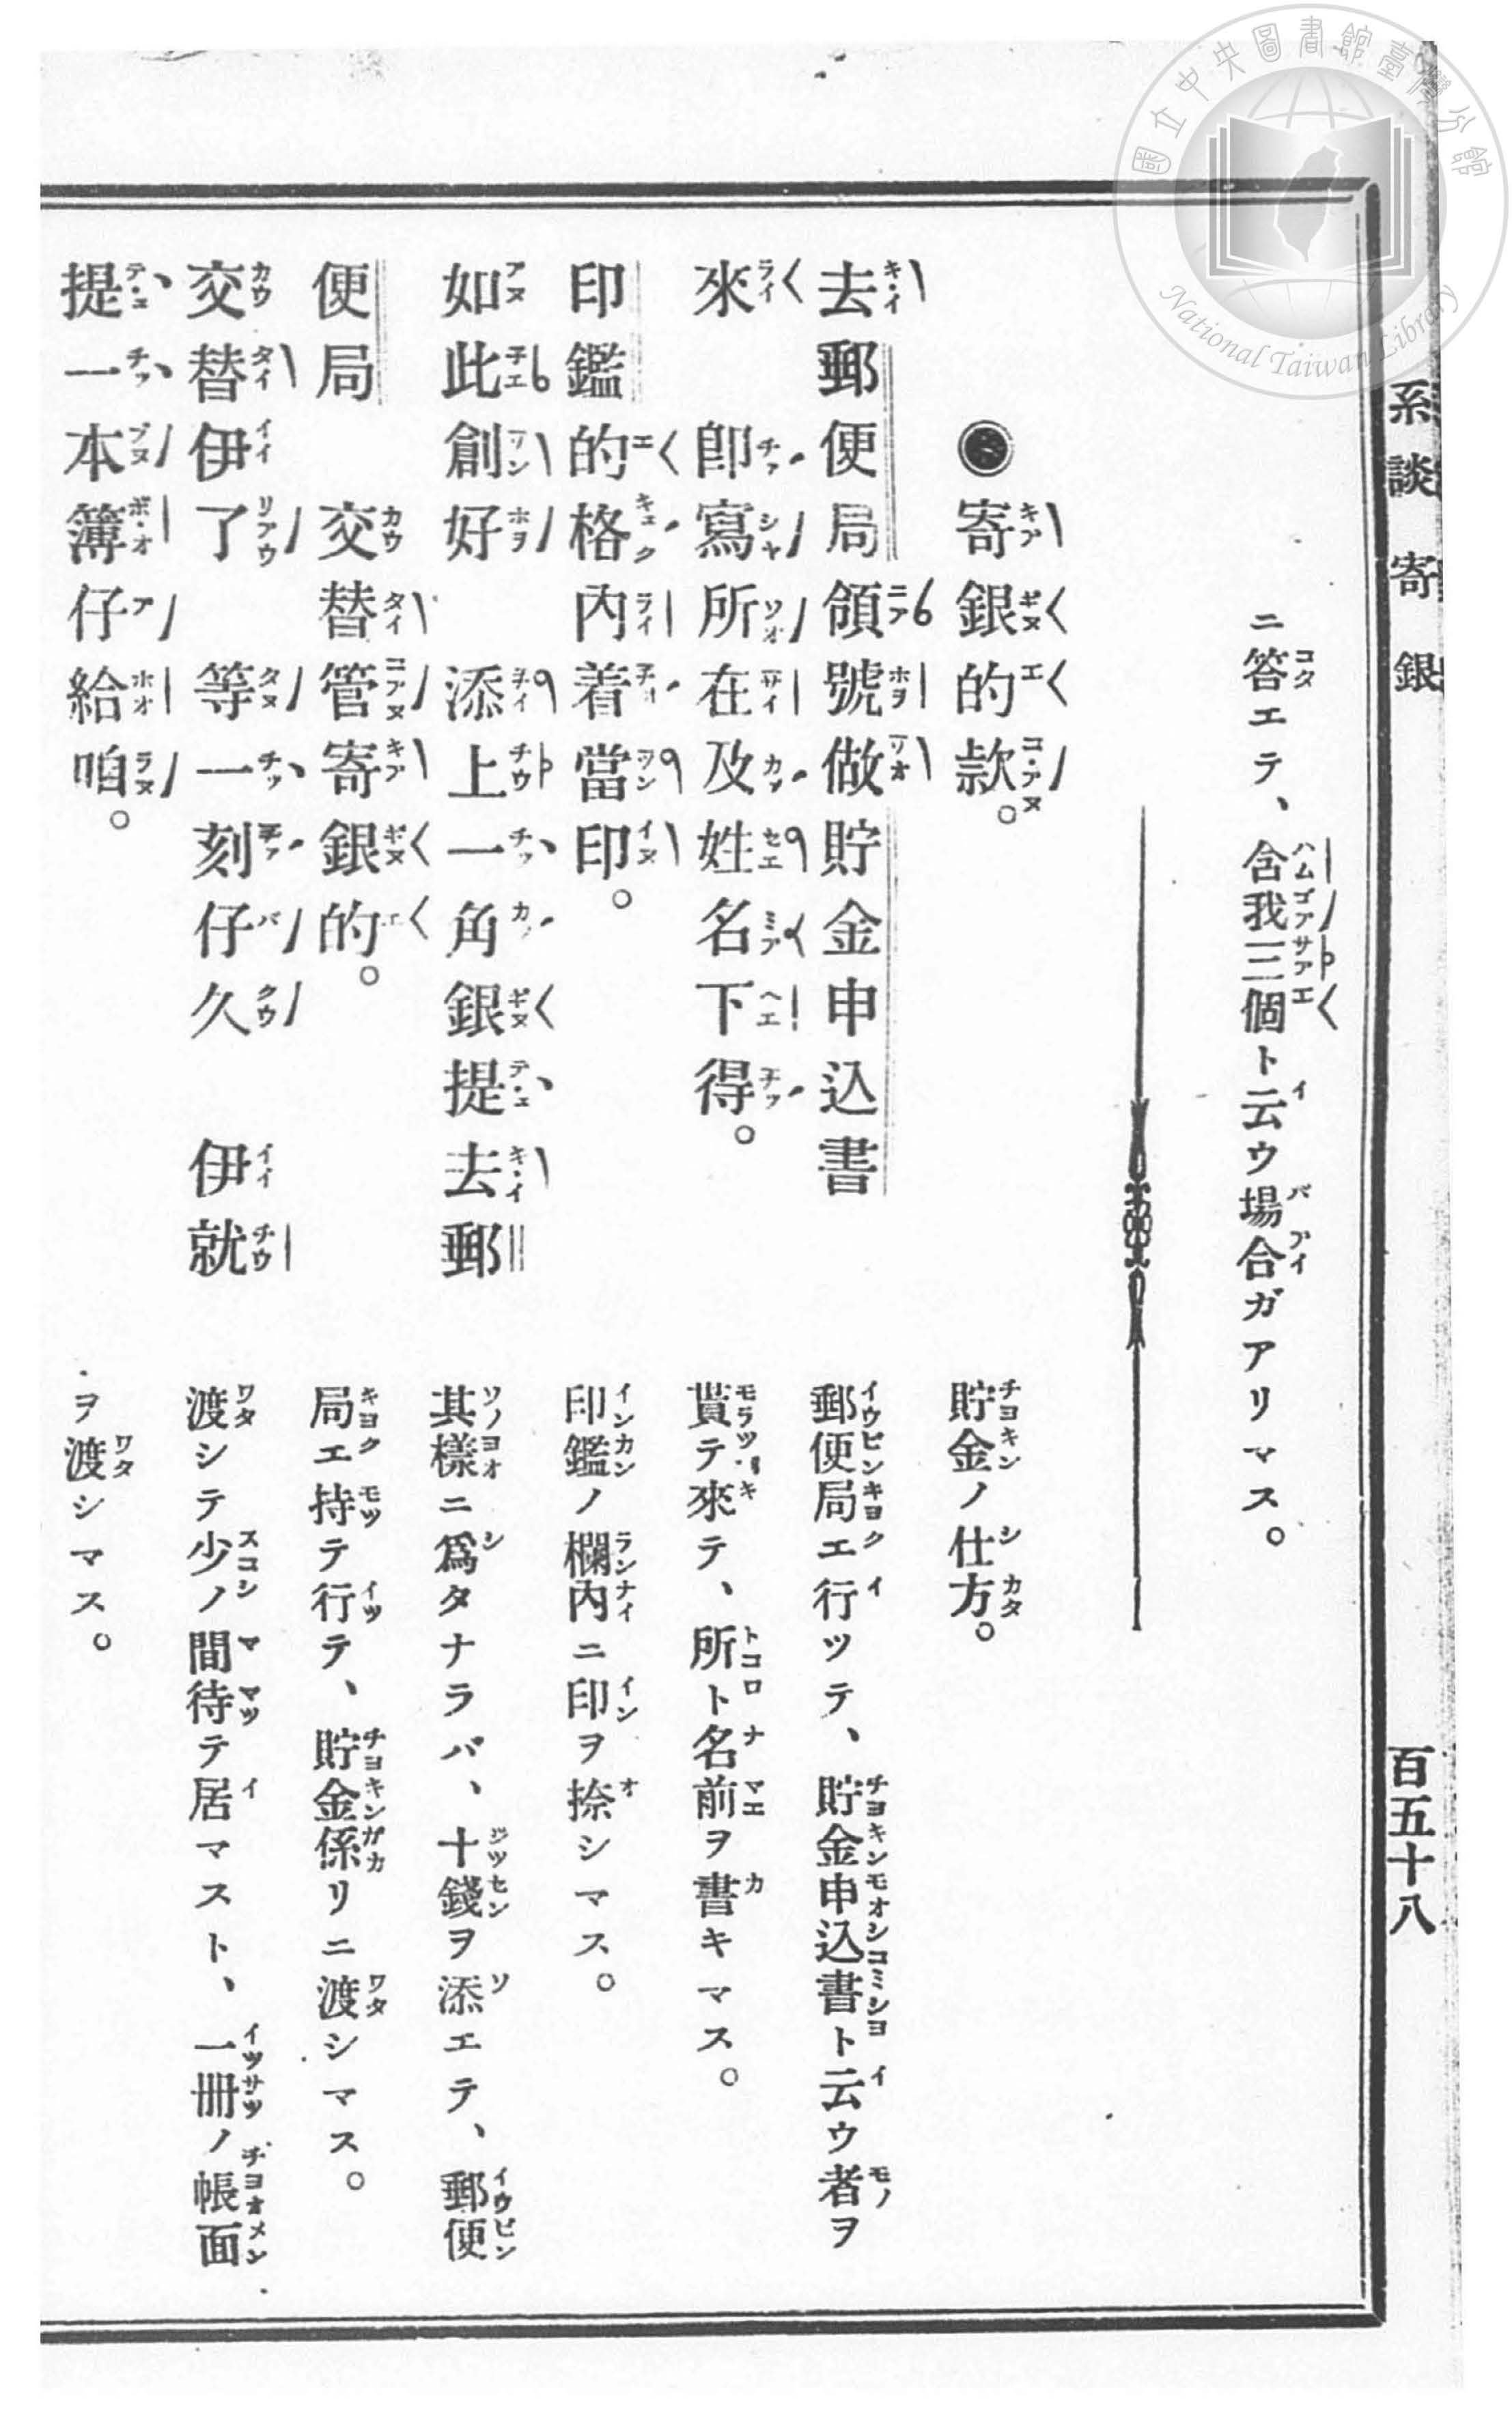 國立中央圖書館臺灣分館
National Taiwan Library
系談 寄銀 百五十八
ニ答エテ、含我三個ト云ウ場合ガアリマス。
●寄銀的款。
貯金ノ仕方。
去郵便局領號做貯金申込書
郵便局エ行ツテ、貯金申込書ト云ウ者ヲ
來 卽寫所在及姓名下得。
貰テ來テ、所ト名前ヲ書キマス。
印鑑的格內着當印。
印鑑ノ欄內ニ印ヲ捺シマス。
如此創好 添上一角銀提去郵
其樣ニ爲タナラバ、十錢ヲ添エテ、郵便
便局 交替管寄銀的。
局エ持テ行テ、貯金係リニ渡シマス。
交替伊了 等一刻仔久 伊就
渡シテ少ノ間待テ居マスト、一冊ノ帳面
提一本簿仔給咱。
ヲ渡シマス。